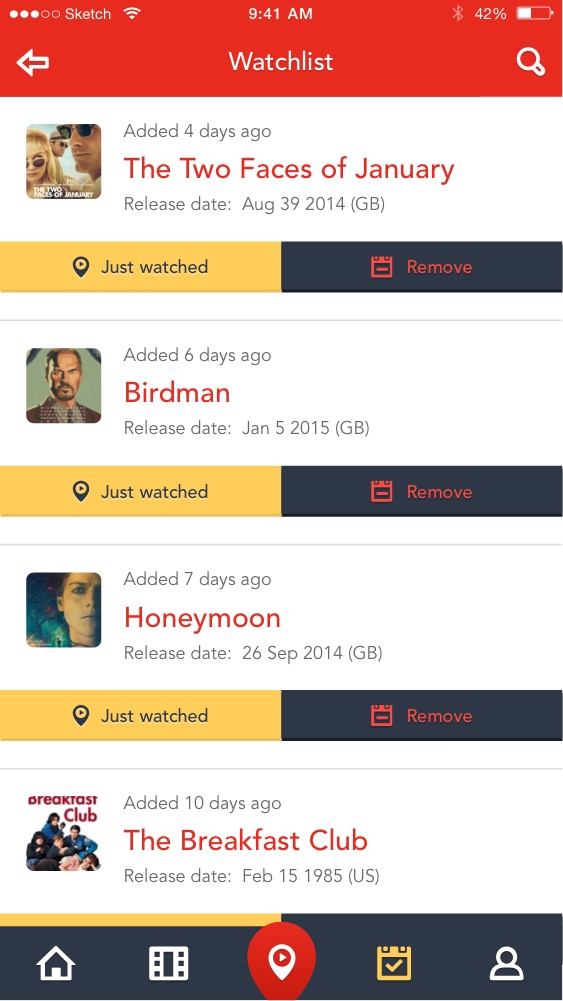 Sketch 9:41 AM 42%
Watchlist
Added 4 days ago
The Two Faces of January
THE TWO
FACES OF JANUARY
Release date: Aug 39 2014 (GB)
Just watched Remove
Added 6 days ago
Birdman
Release date: Jan 5 2015 (GB)
Just watched Remove
Added 7 days ago
Honeymoon
Release date: 26 Sep 2014 (GB)
Just watched Remove
Breakfast
Club
Added 10 days ago
The Breakfast Club
Release date: Feb 15 1985 (US)